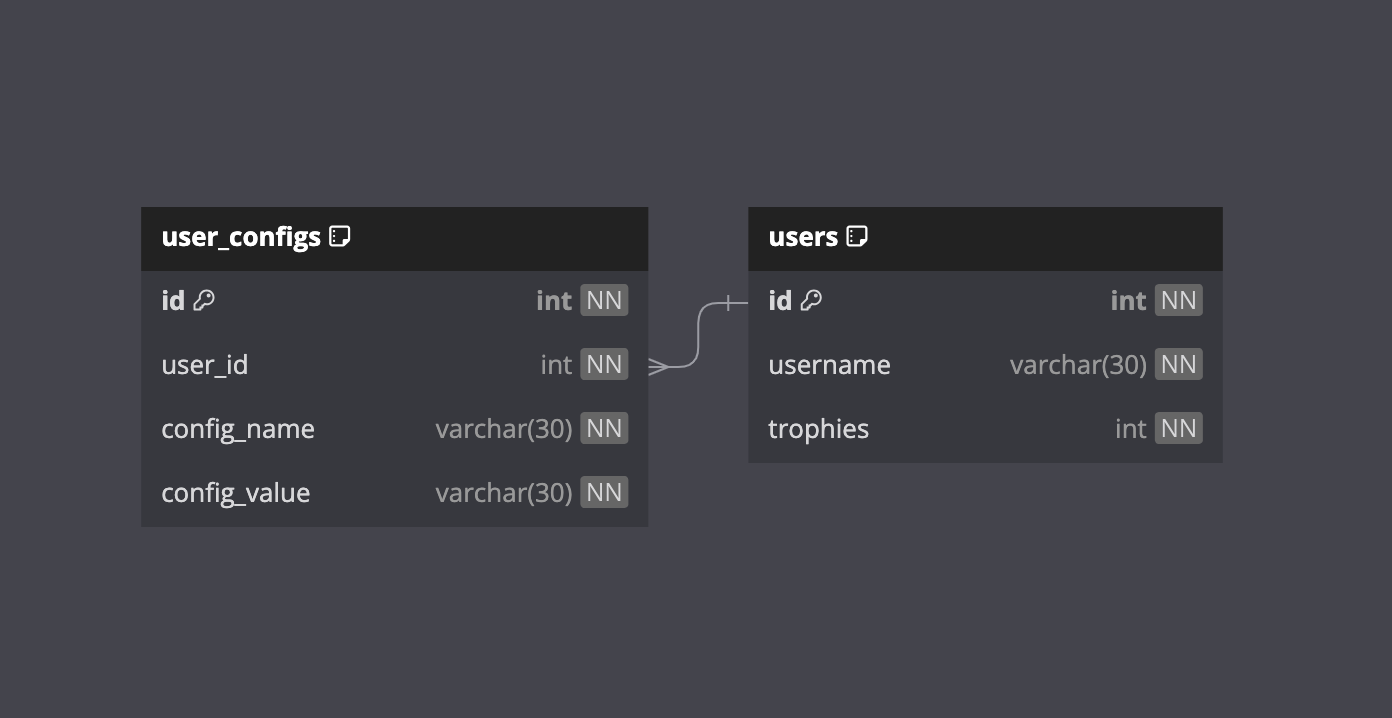 user_configs
id int NN
user_id int NN
config_name varchar(30) NN
config_value varchar(30) NN
users
id int NN
username varchar(30) NN
trophies int NN